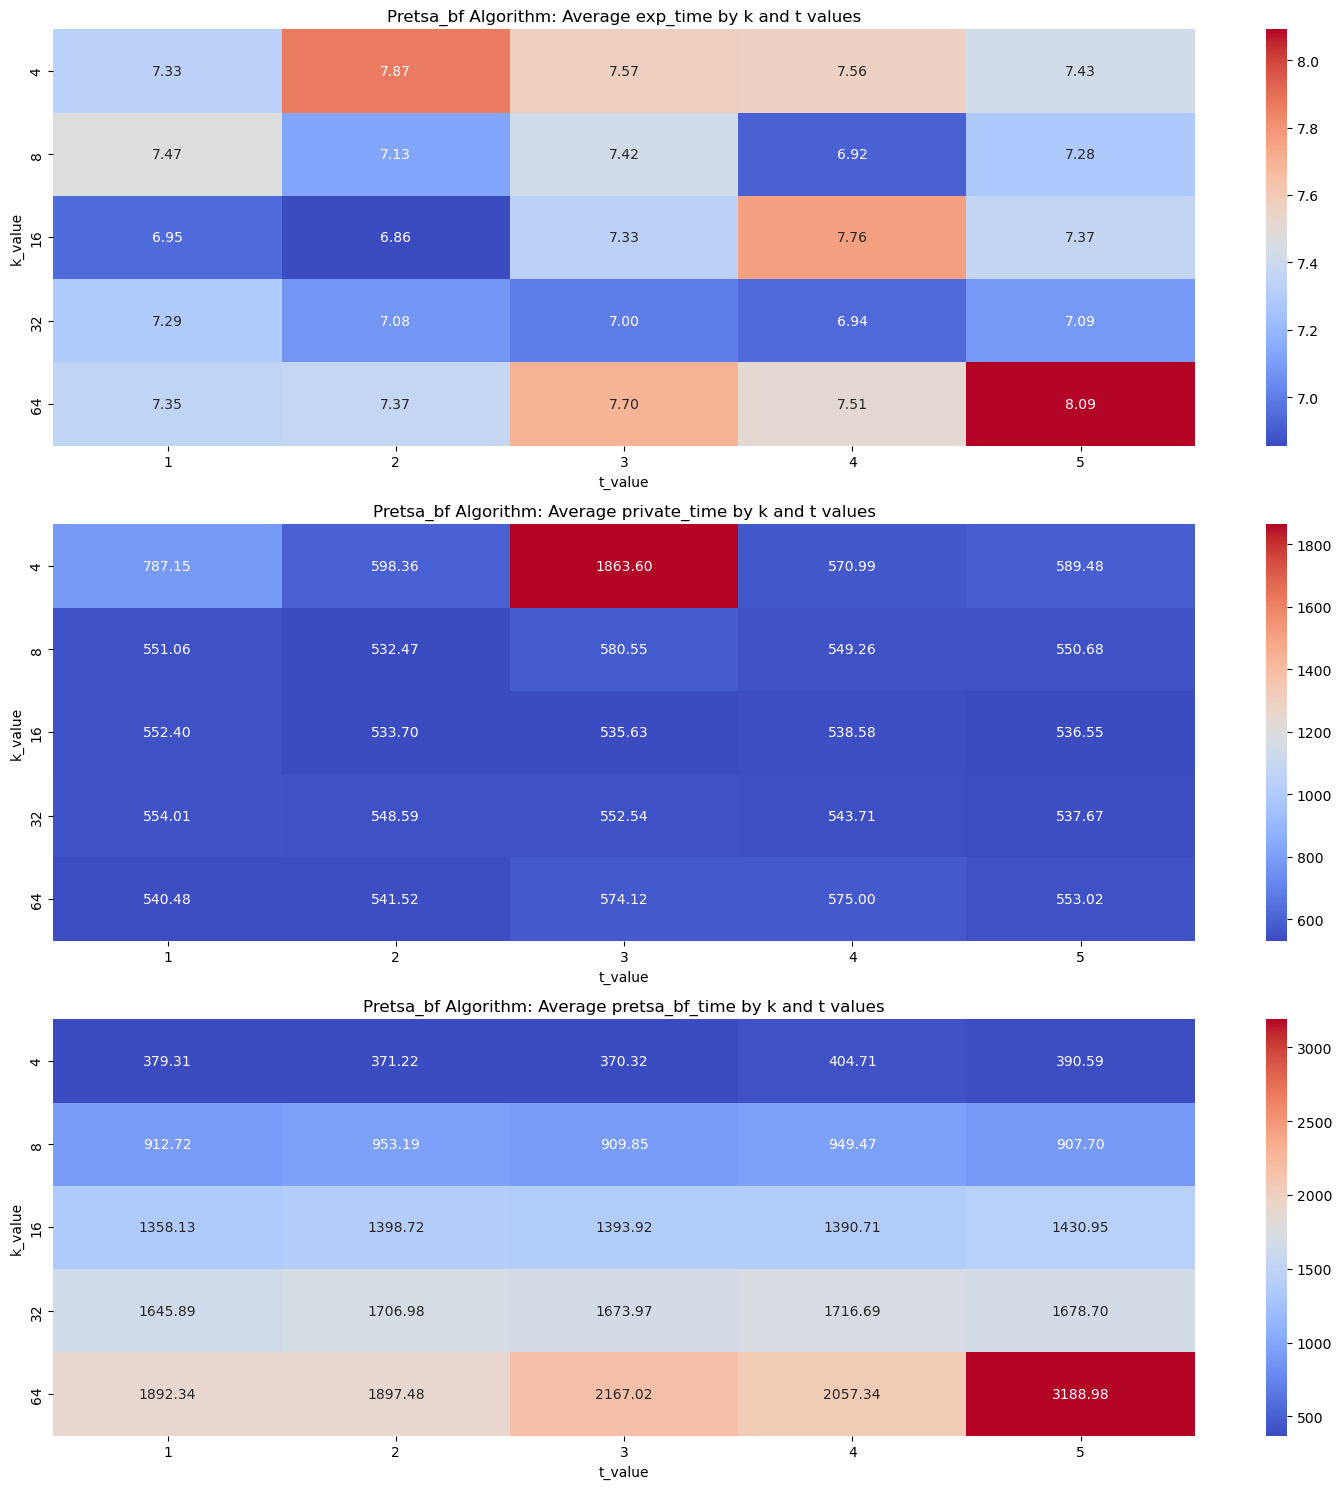 Pretsa_bf Algorithm: Average exp_time by k and t values
4 7.33 7.87 7.57 7.56 7.43
8 7.47 7.13 7.42 6.92 7.28
16 6.95 6.86 7.33 7.76 7.37
32 7.29 7.08 7.00 6.94 7.09
64 7.35 7.37 7.70 7.51 8.09
k_value
1 2 3 4 5
t_value
8.0
7.8
7.6
7.4
7.2
7.0
Pretsa_bf Algorithm: Average private_time by k and t values
4 787.15 598.36 1863.60 570.99 589.48
8 551.06 532.47 580.55 549.26 550.68
16 552.40 533.70 535.63 538.58 536.55
32 554.01 548.59 552.54 543.71 537.67
64 540.48 541.52 574.12 575.00 553.02
k_value
1 2 3 4 5
t_value
1800
1600
1400
1200
1000
800
600
Pretsa_bf Algorithm: Average pretsa_bf_time by k and t values
4 379.31 371.22 370.32 404.71 390.59
8 912.72 953.19 909.85 949.47 907.70
16 1358.13 1398.72 1393.92 1390.71 1430.95
32 1645.89 1706.98 1673.97 1716.69 1678.70
64 1892.34 1897.48 2167.02 2057.34 3188.98
k_value
1 2 3 4 5
t_value
3000
2500
2000
1500
1000
500